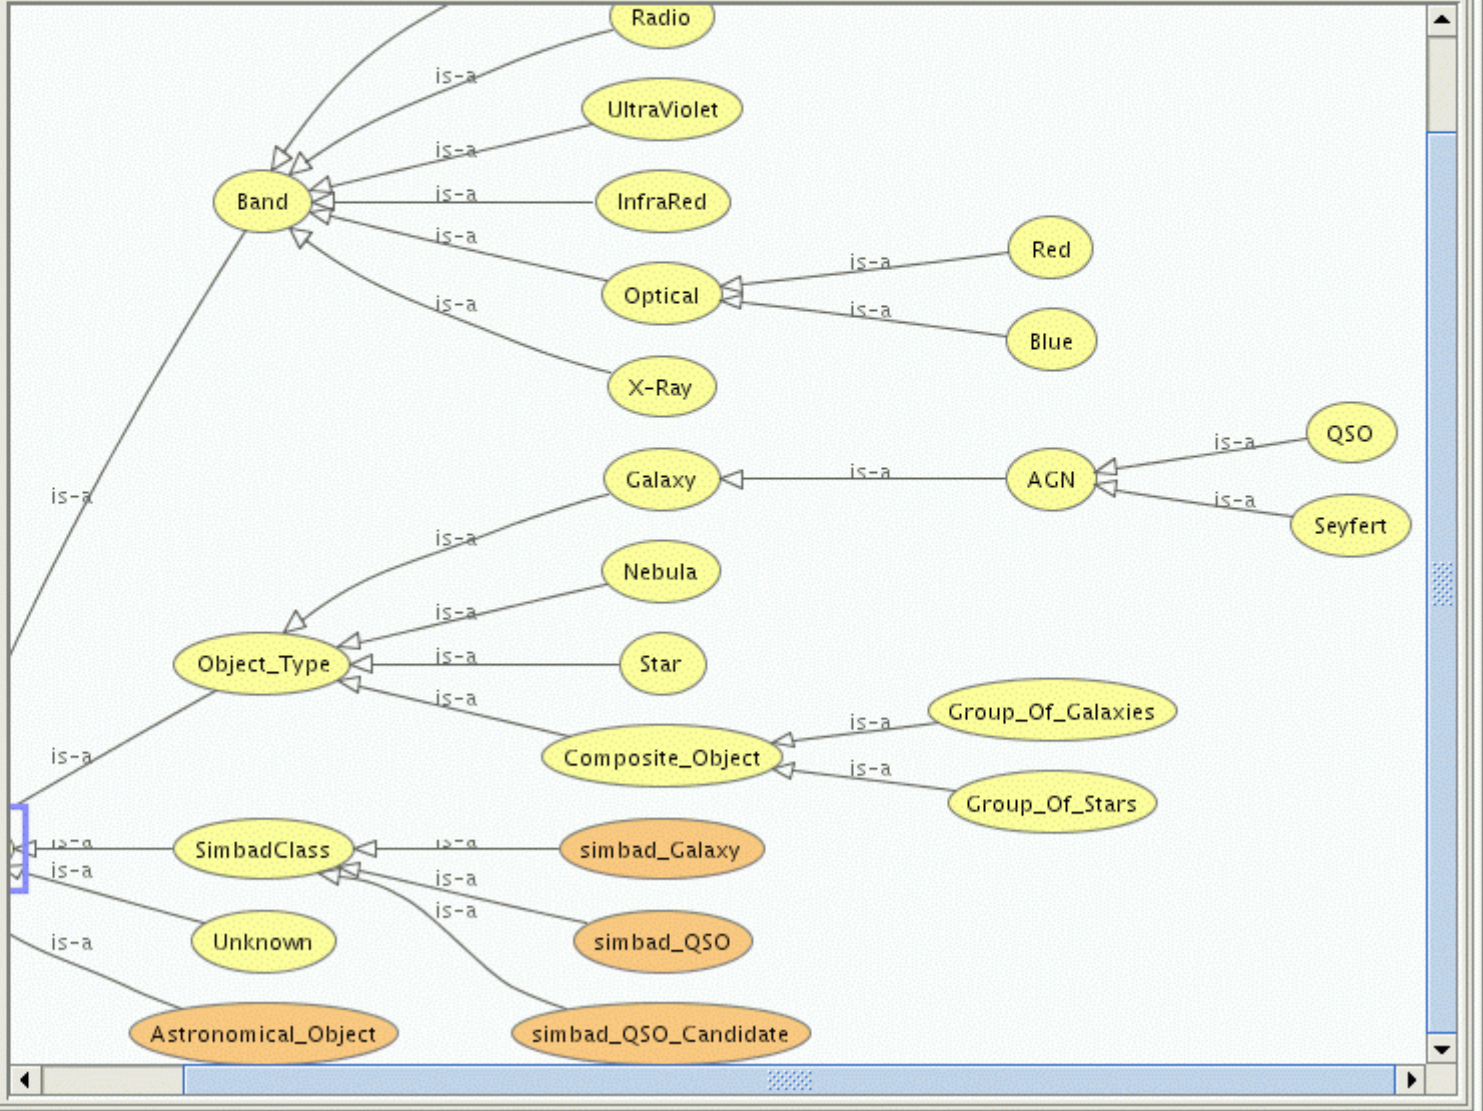 Radio
is-a
UltraViolet
is-a
Band
is-a
InfraRed
is-a
Red
is-a
Optical
is-a
is-a
Blue
X-Ray
is-a
QSO
is-a
Galaxy
is-a
AGN
is-a
is-a
Seyfert
is-a
Nebula
is-a
Object_Type
is-a
Star
is-a
Group_Of_Galaxies
is-a
is-a
Composite_Object
is-a
Group_Of_Stars
is-a
SimbadClass
is-a
simbad_Galaxy
is-a
is-a
is-a
Unknown
simbad_QSO
is-a
Astronomical_Object
simbad_QSO_Candidate